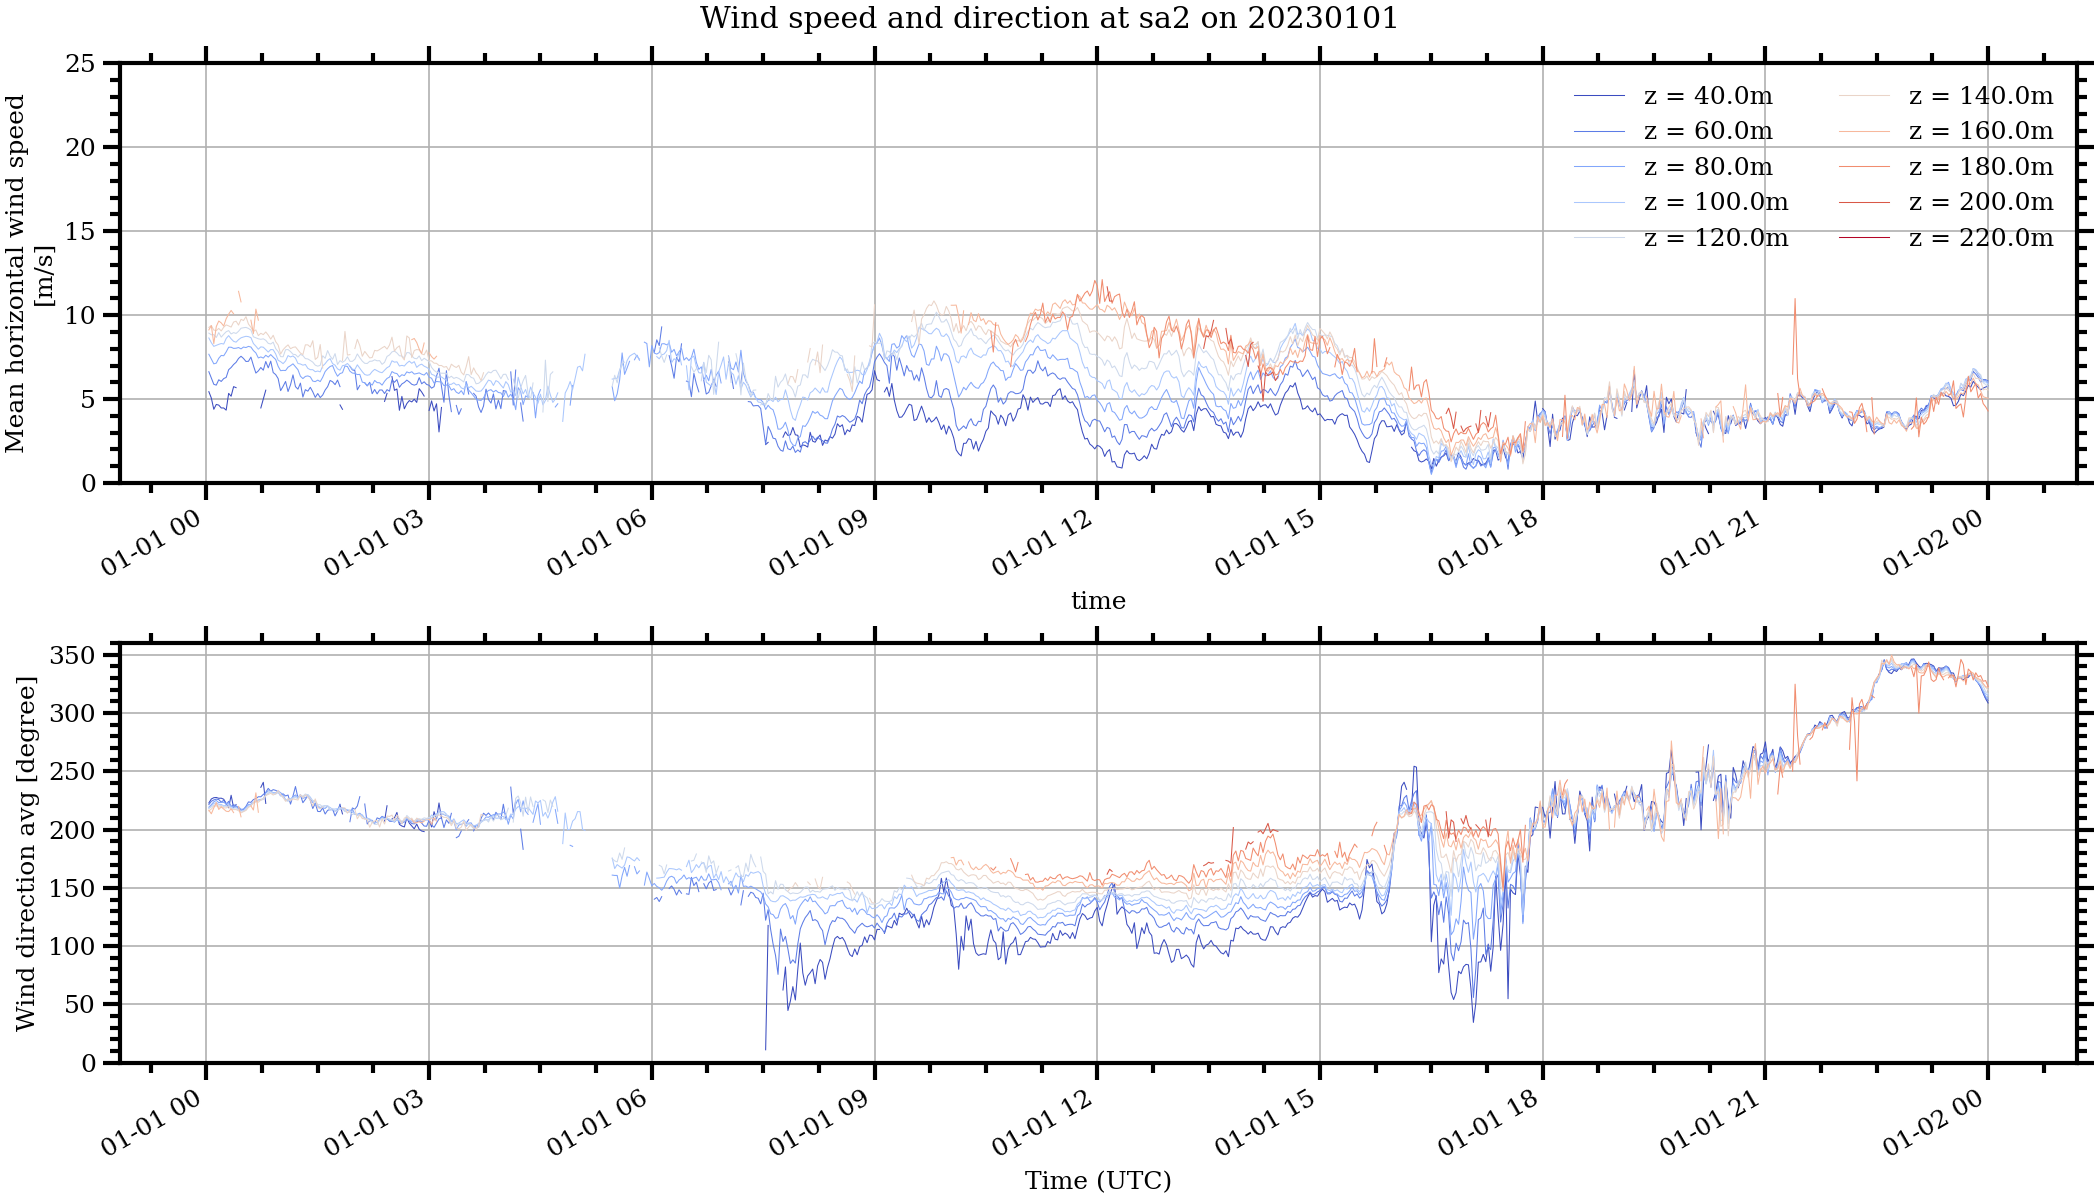 Wind speed and direction at sa2 on 20230101
Mean horizontal wind speed
[m/s]
25
20
15
10
5
0
z = 40.0m
z = 60.0m
z = 80.0m
z = 100.0m
z = 120.0m
z = 140.0m
z = 160.0m
z = 180.0m
z = 200.0m
z = 220.0m
01-01 00
01-01 03
01-01 06
01-01 09
01-01 12
01-01 15
01-01 18
01-01 21
01-02 00
time
Wind direction avg [degree]
350
300
250
200
150
100
50
0
01-01 00
01-01 03
01-01 06
01-01 09
01-01 12
01-01 15
01-01 18
01-01 21
01-02 00
Time (UTC)